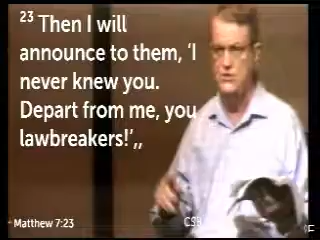 23 Then I will
announce to them, ‘I
never knew you.
Depart from me, you
lawbreakers!’,,
Matthew 7:23
CSB